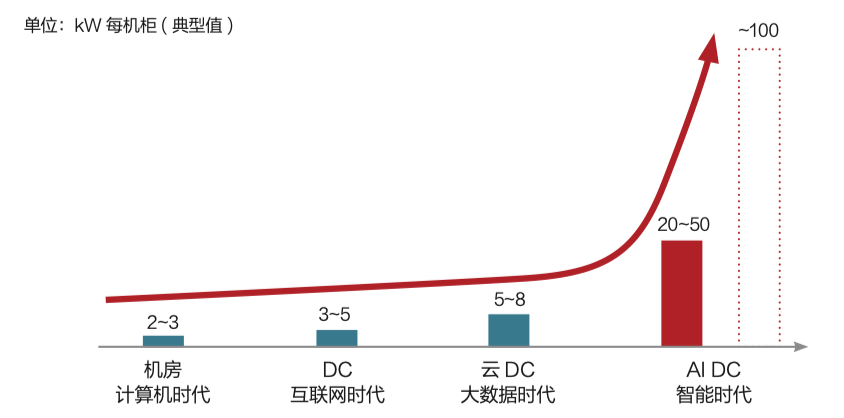 单位：kW 每机柜（典型值）
~100
20~50
5~8
3~5
2~3
机房
计算机时代
DC
互联网时代
云 DC
大数据时代
AI DC
智能时代